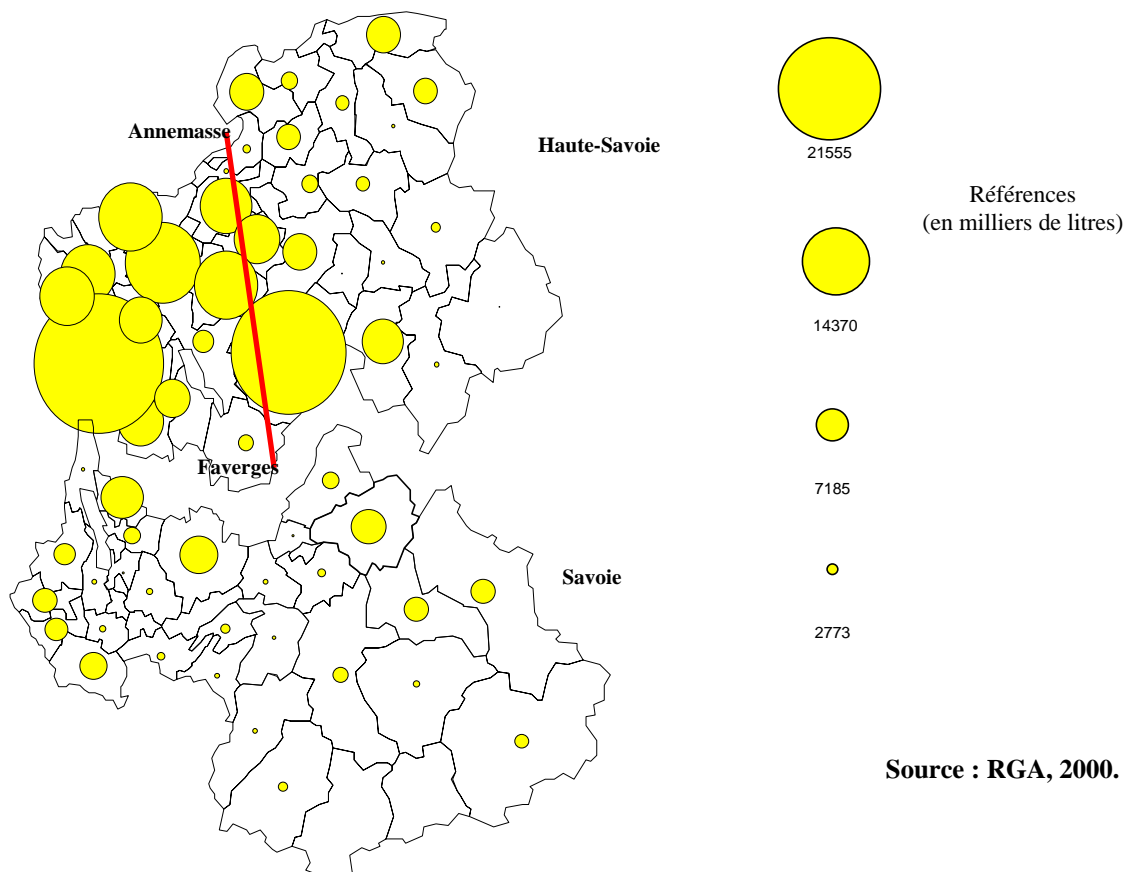 Annemasse
Haute-Savoie
21555
Références
(en milliers de litres)
14370
Faverges
7185
Savoie
2773
Source : RGA, 2000.